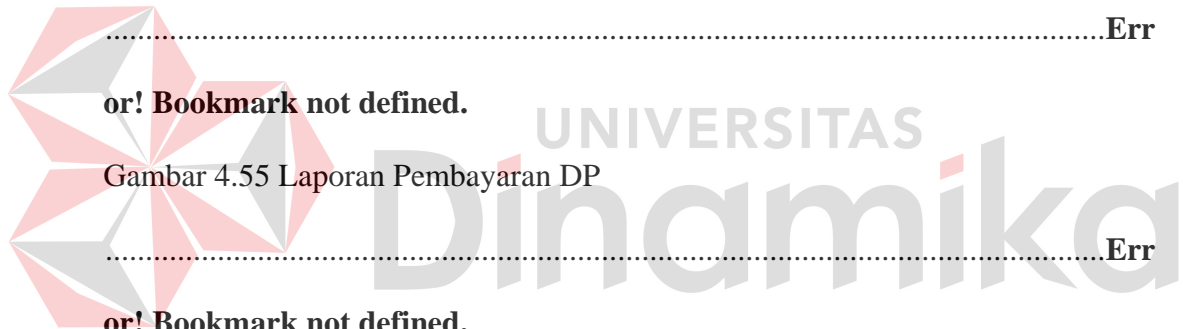 ....................................................................................................................................Err
or! Bookmark not defined.
UNIVERSITAS
Dinamika
Gambar 4.55 Laporan Pembayaran DP
....................................................................................................................................Err
or! Bookmark not defined.